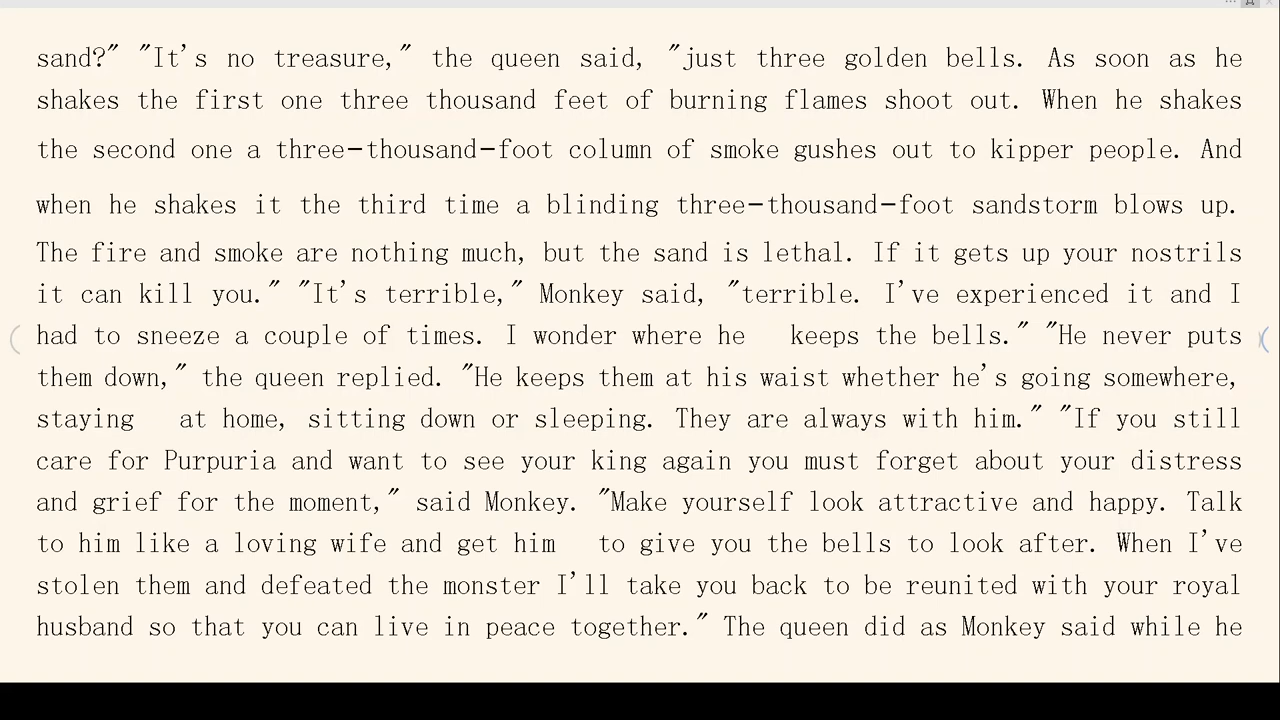 sand?" "It's no treasure," the queen said, "just three golden bells. As soon as he
shakes the first one three thousand feet of burning flames shoot out. When he shakes
the second one a three-thousand-foot column of smoke gushes out to kipper people. And
when he shakes it the third time a blinding three-thousand-foot sandstorm blows up.
The fire and smoke are nothing much, but the sand is lethal. If it gets up your nostrils
it can kill you." "It's terrible," Monkey said, "terrible. I've experienced it and I
had to sneeze a couple of times. I wonder where he keeps the bells." "He never puts
them down," the queen replied. "He keeps them at his waist whether he's going somewhere,
staying at home, sitting down or sleeping. They are always with him." "If you still
care for Purpuria and want to see your king again you must forget about your distress
and grief for the moment," said Monkey. "Make yourself look attractive and happy. Talk
to him like a loving wife and get him to give you the bells to look after. When I've
stolen them and defeated the monster I'll take you back to be reunited with your royal
husband so that you can live in peace together." The queen did as Monkey said while he